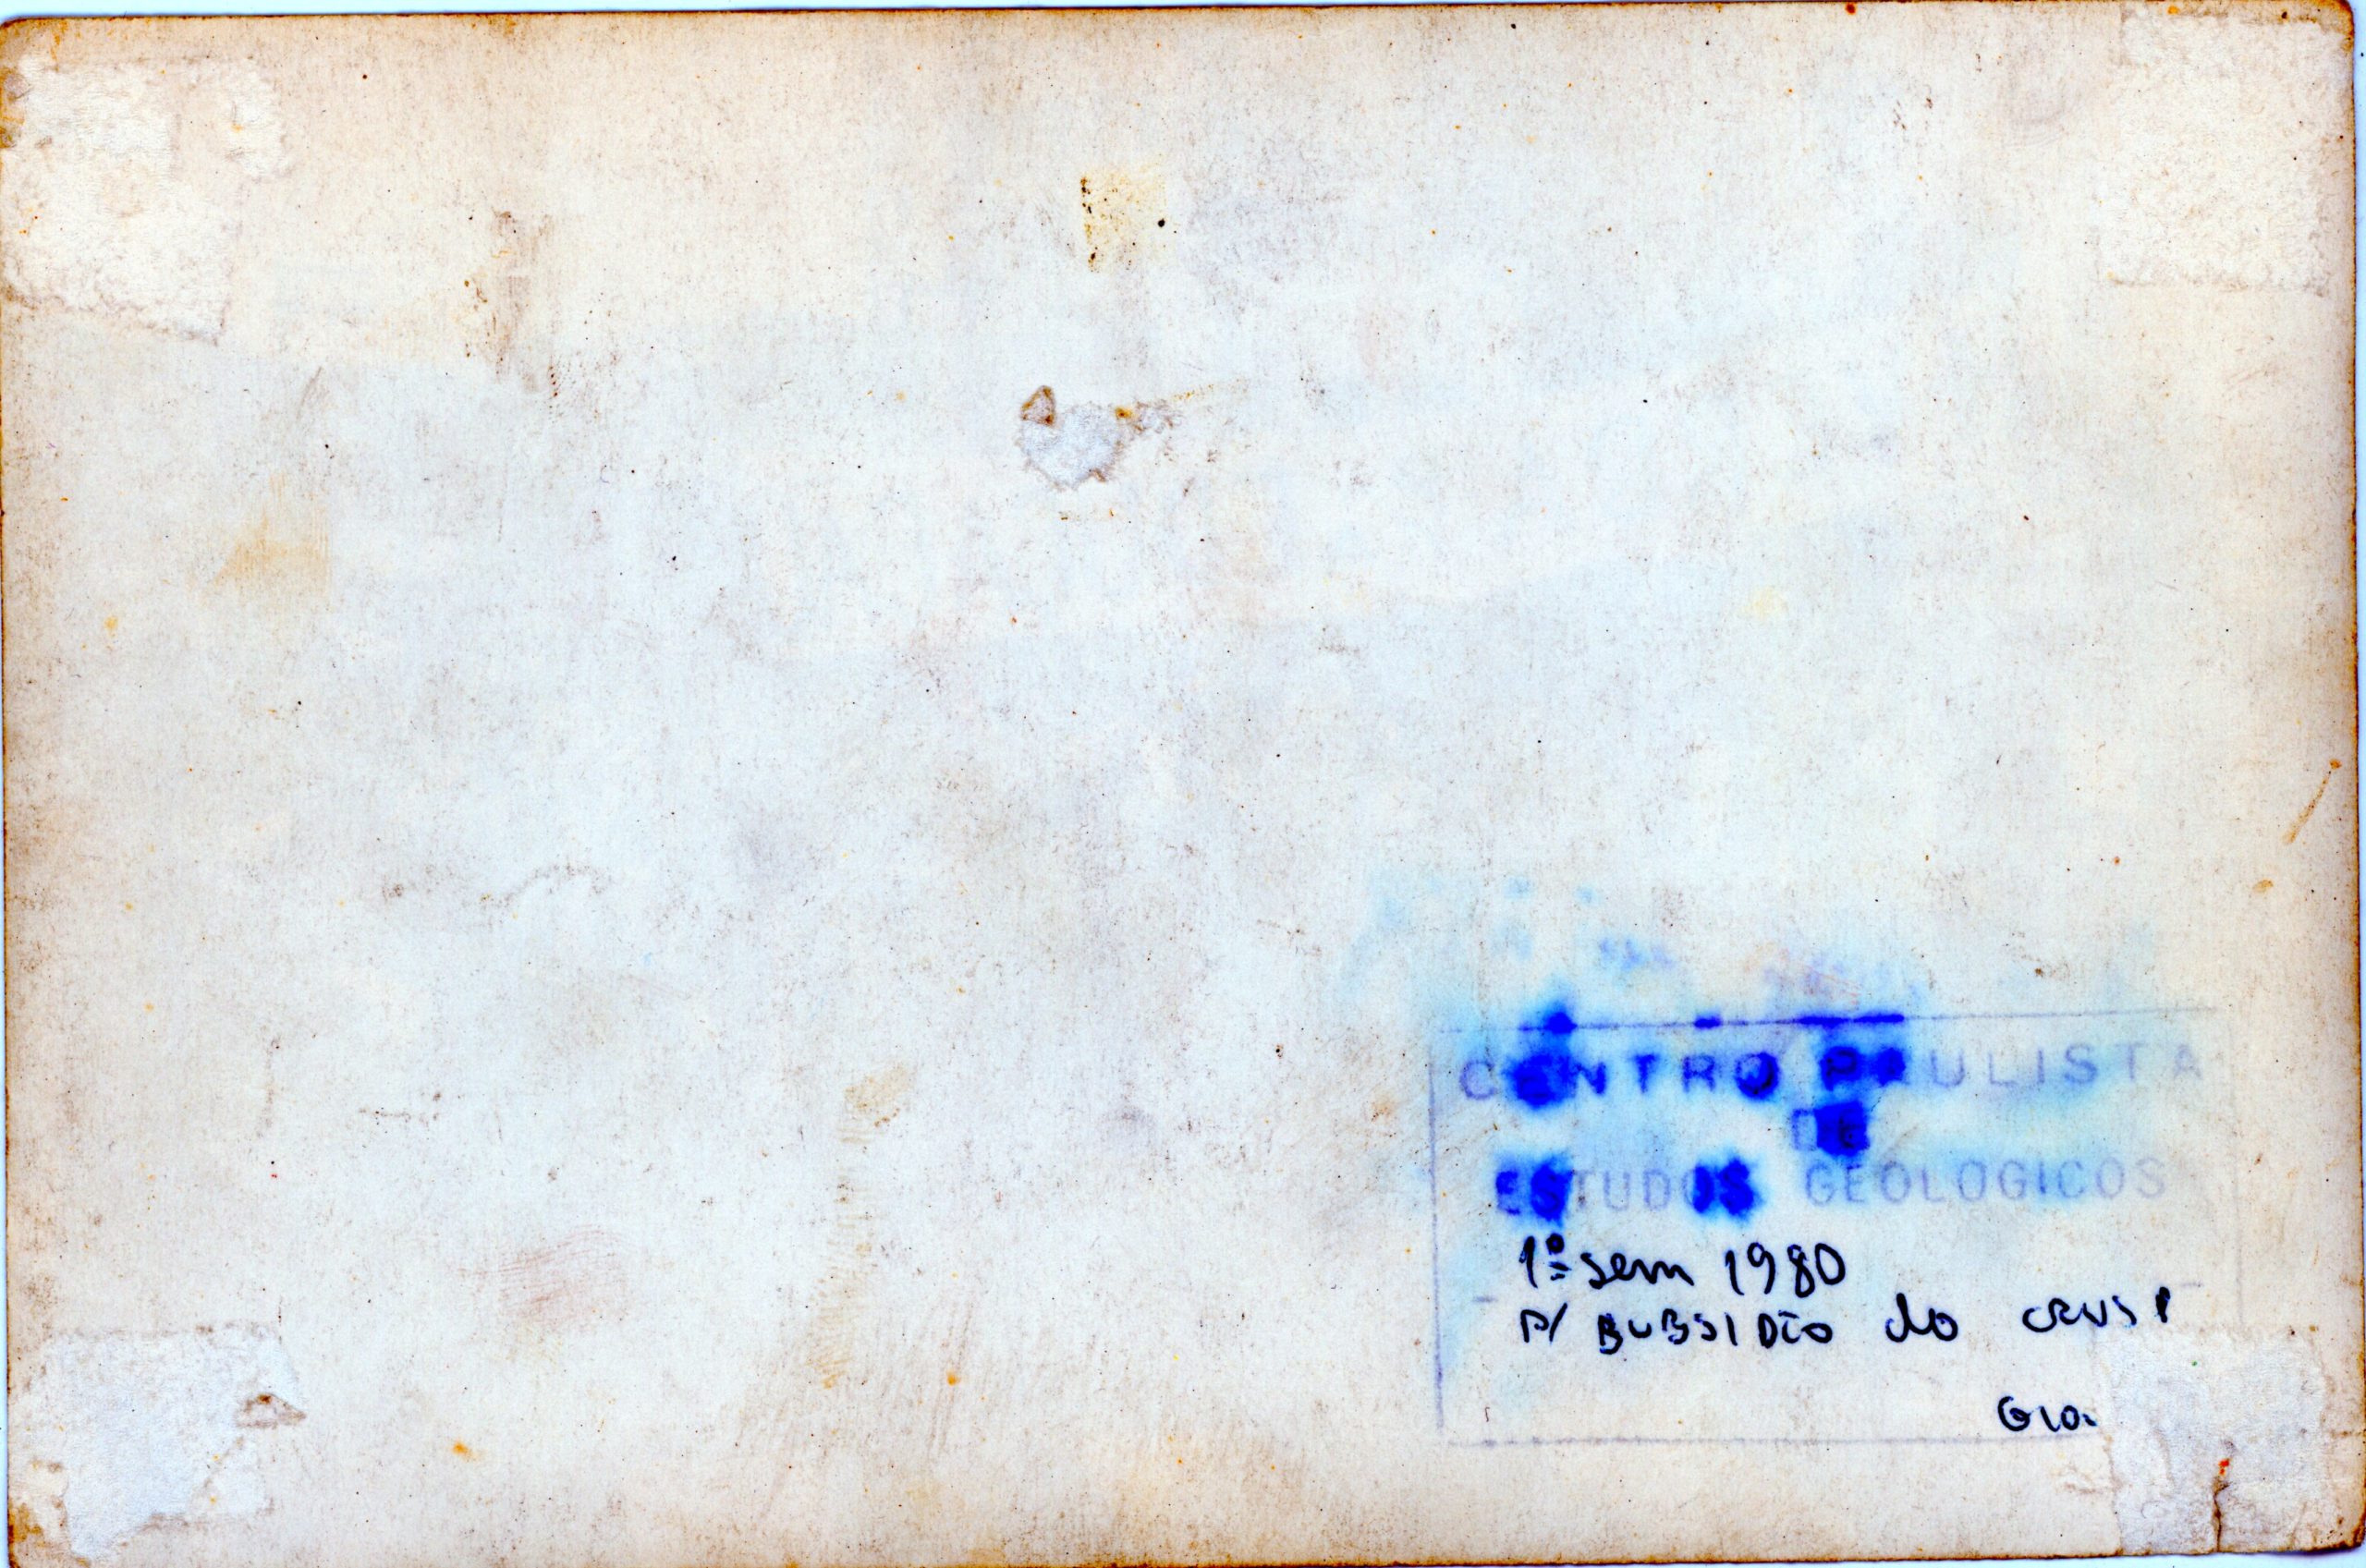 CENTRO PAULISTA
DE
ESTUDOS GEOLOGICOS
1º sem 1980
P/ SUBSIDIO do CRUSP